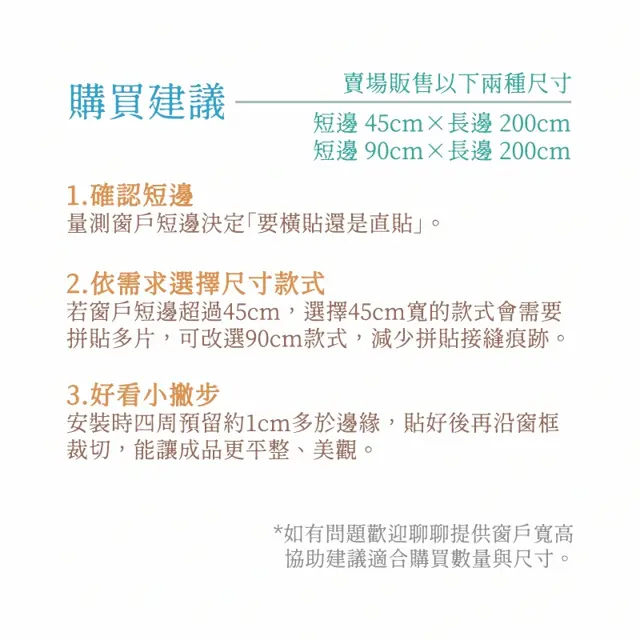 購買建議
賣場販售以下兩種尺寸
短邊 45cm×長邊 200cm
短邊 90cm×長邊 200cm
1.確認短邊
量測窗戶短邊決定「要橫貼還是直貼」。
2.依需求選擇尺寸款式
若窗戶短邊超過45cm，選擇45cm寬的款式會需要
拼貼多片，可改選90cm款式，減少拼貼接縫痕跡。
3.好看小撇步
安裝時四周預留約1cm多於邊緣，貼好後再沿窗框
裁切，能讓成品更平整、美觀。
*如有問題歡迎聊聊提供窗戶寬高
協助建議適合購買數量與尺寸。